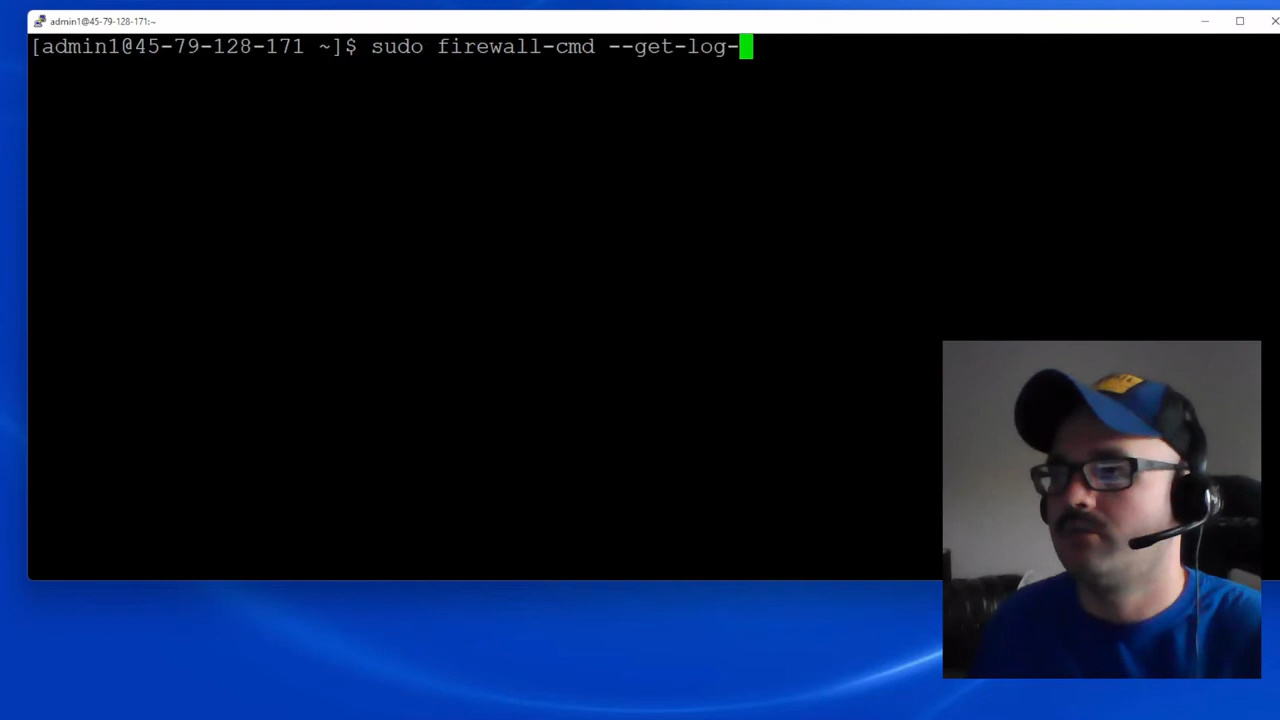 admin1@45-79-128-171:~
[admin1@45-79-128-171 ~]$ sudo firewall-cmd --get-log-